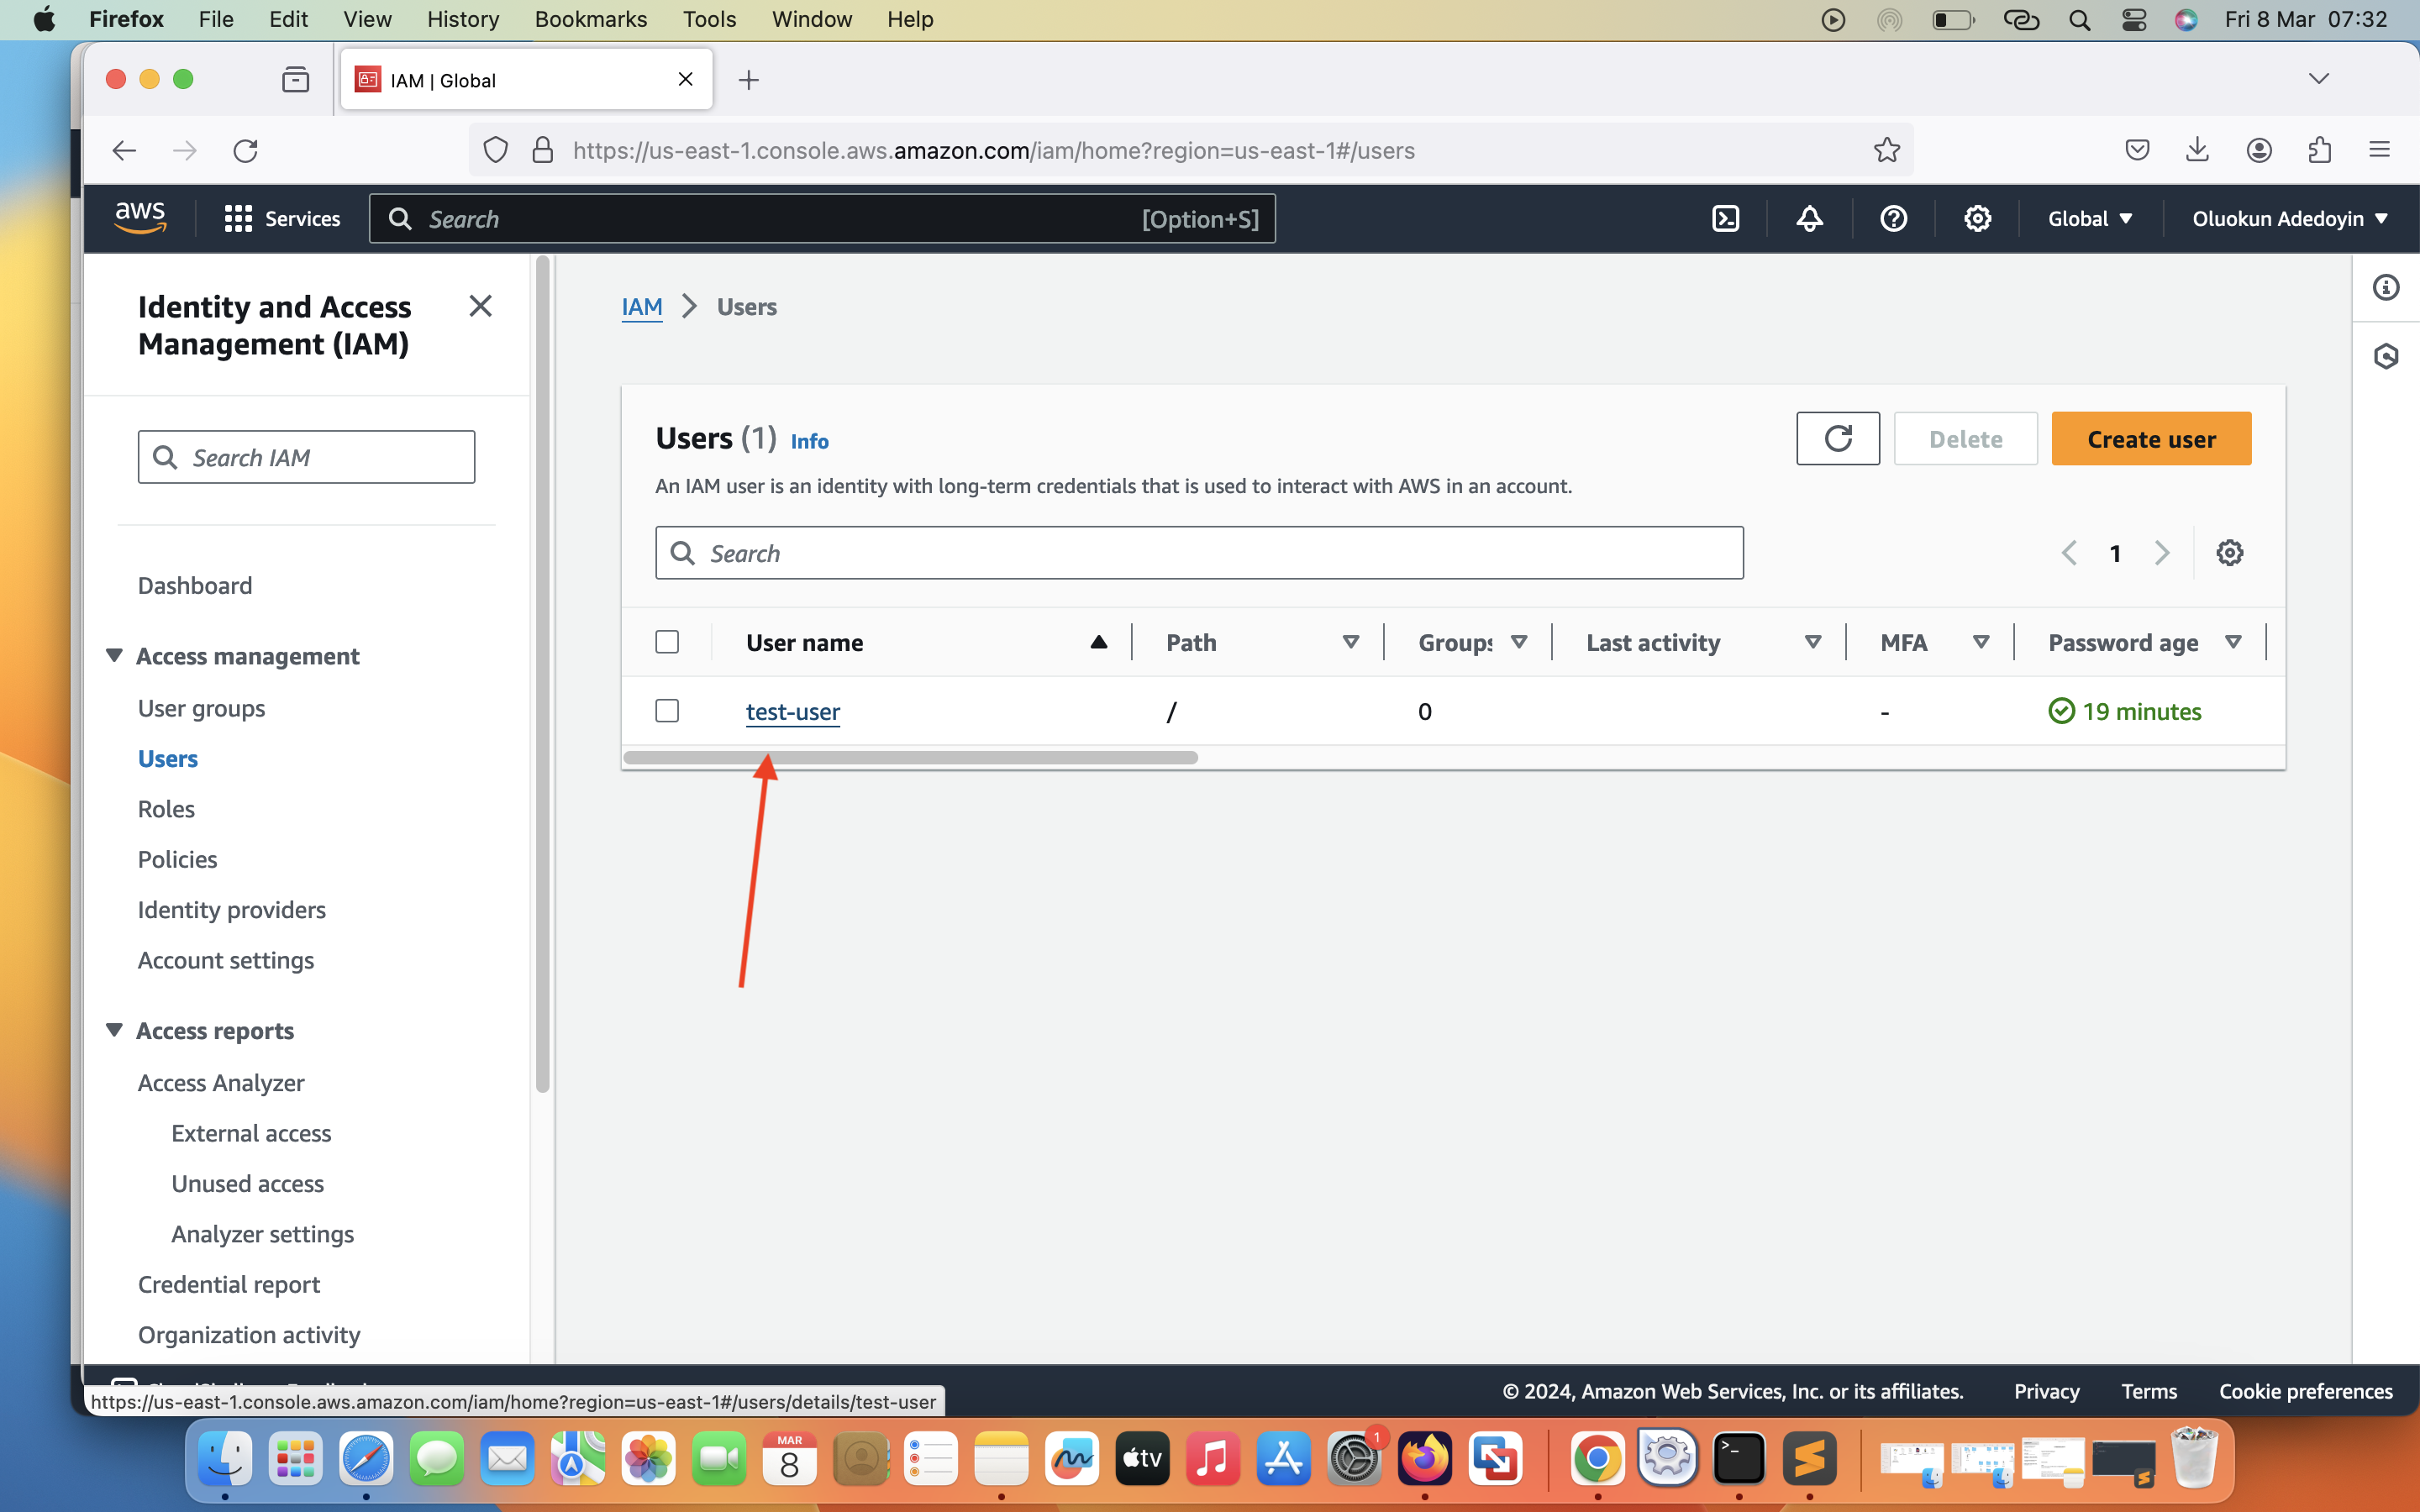 Firefox File Edit View History Bookmarks Tools Window Help Fri 8 Mar 07:32
IAM | Global
https://us-east-1.console.aws.amazon.com/iam/home?region=us-east-1#/users
aws Services Search [Option+S] Global Oluokun Adedoyin
Identity and Access
Management (IAM)
Search IAM
Dashboard
Access management
User groups
Users
Roles
Policies
Identity providers
Account settings
Access reports
Access Analyzer
External access
Unused access
Analyzer settings
Credential report
Organization activity
IAM Users
Users (1) Info
Delete Create user
An IAM user is an identity with long-term credentials that is used to interact with AWS in an account.
Search
1
User name Path Groups Last activity MFA Password age
test-user / 0 - 19 minutes
© 2024, Amazon Web Services, Inc. or its affiliates. Privacy Terms Cookie preferences
https://us-east-1.console.aws.amazon.com/iam/home?region=us-east-1#/users/details/test-user
MAR
8
tv
1